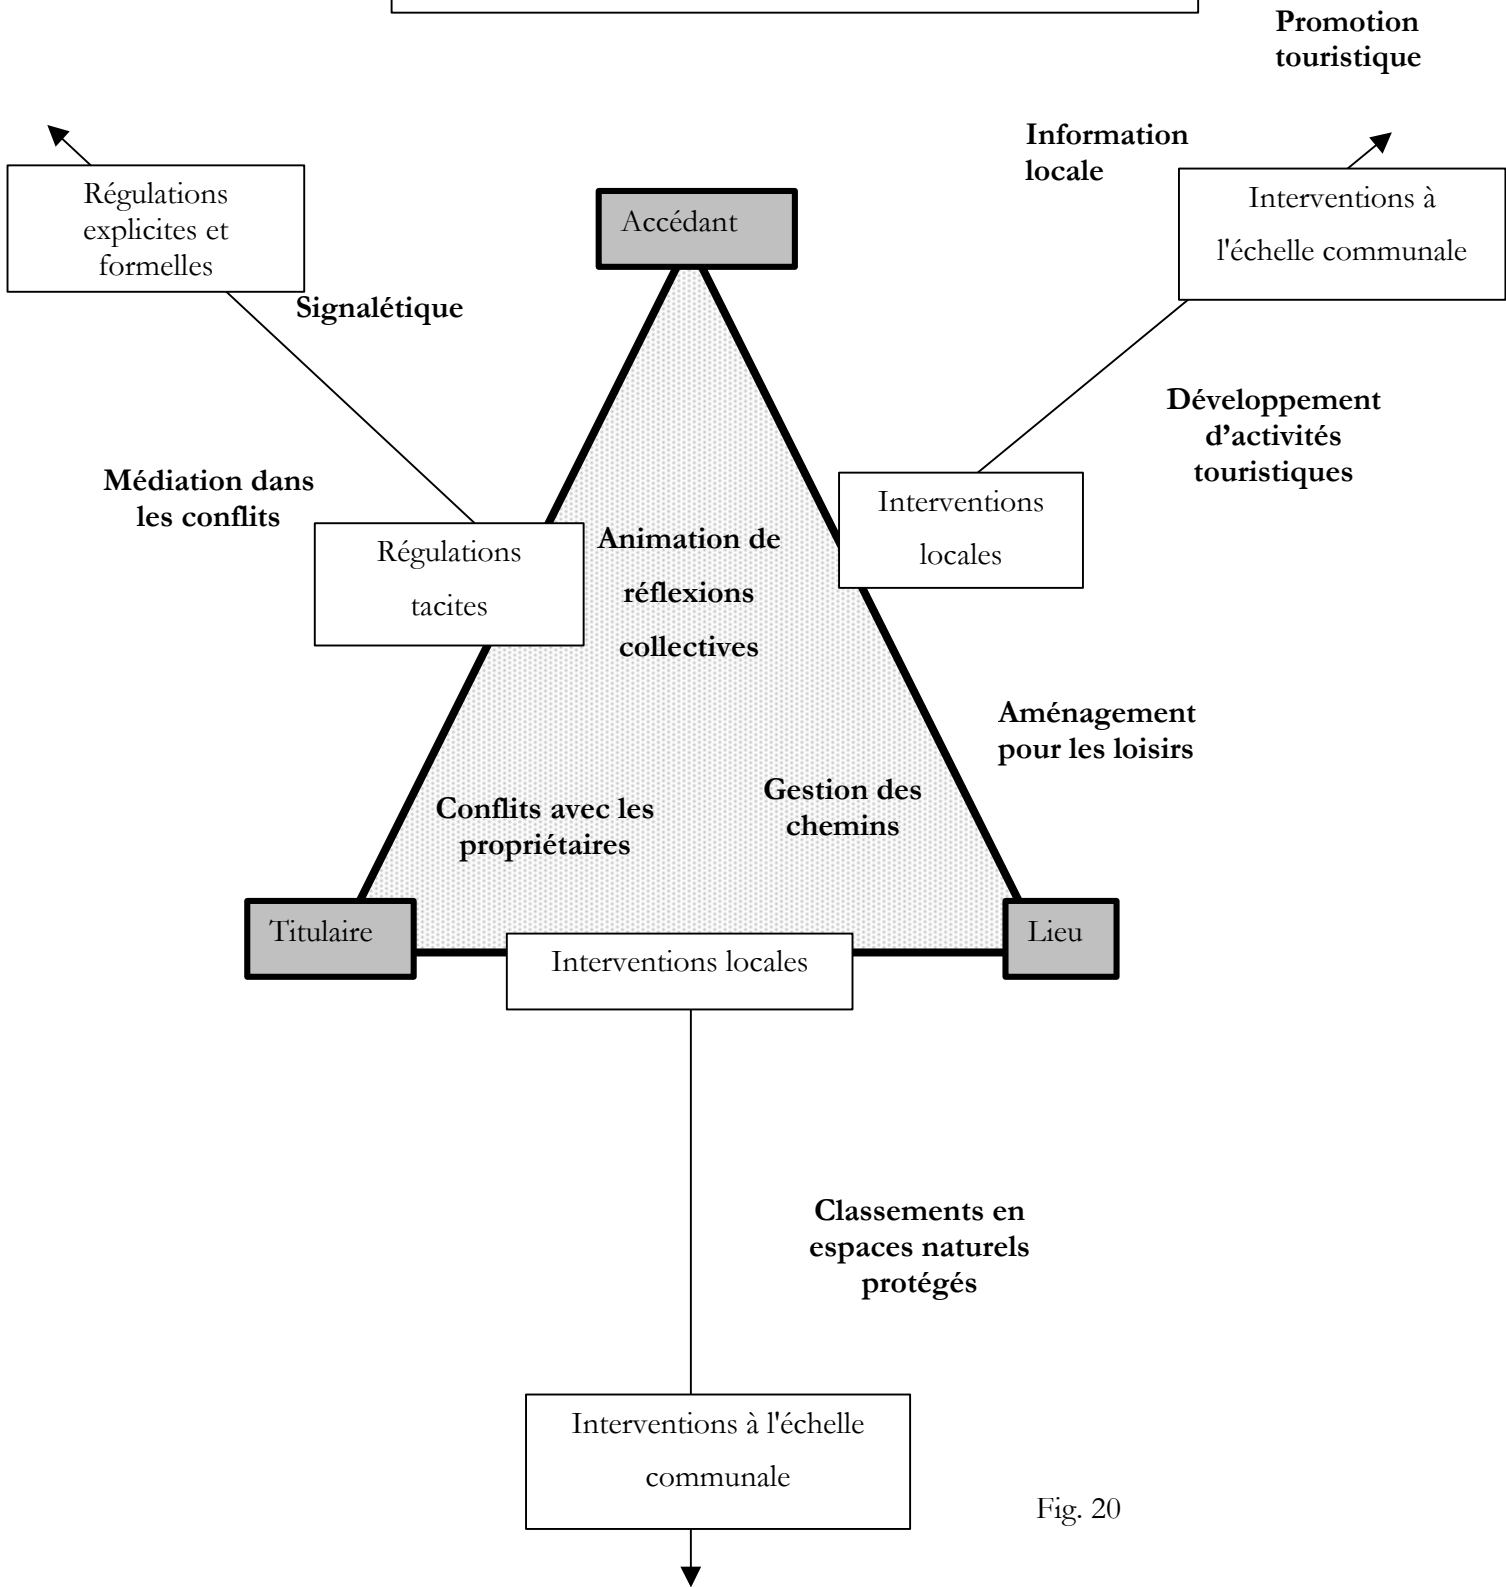 Promotion
touristique
Information
locale
Régulations
explicites et
formelles
Accédant
Interventions à
l'échelle communale
Signalétique
Développement
d’activités
touristiques
Médiation dans
les conflits
Interventions
locales
Régulations
tacites
Animation de
réflexions
collectives
Aménagement
pour les loisirs
Gestion des
chemins
Conflits avec les
propriétaires
Titulaire
Lieu
Interventions locales
Classements en
espaces naturels
protégés
Interventions à l'échelle
communale
Fig. 20